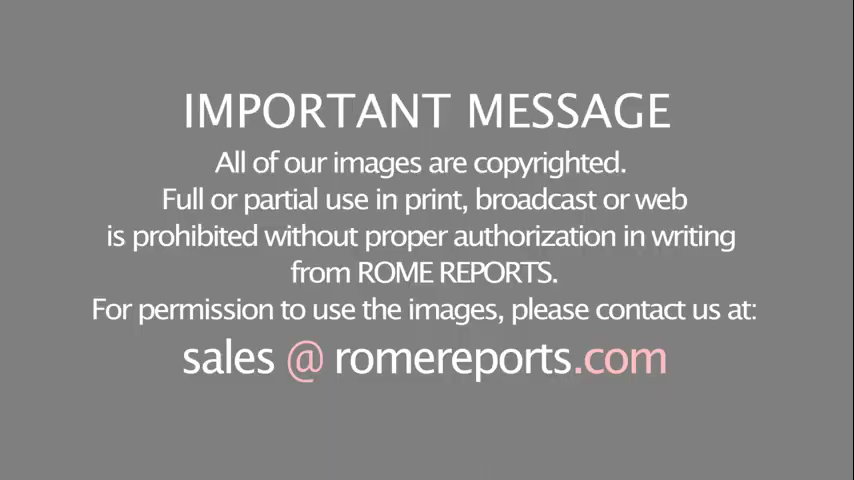 IMPORTANT MESSAGE
All of our images are copyrighted.
Full or partial use in print, broadcast or web
is prohibited without proper authorization in writing
from ROME REPORTS.
For permission to use the images, please contact us at:
sales @ romereports.com